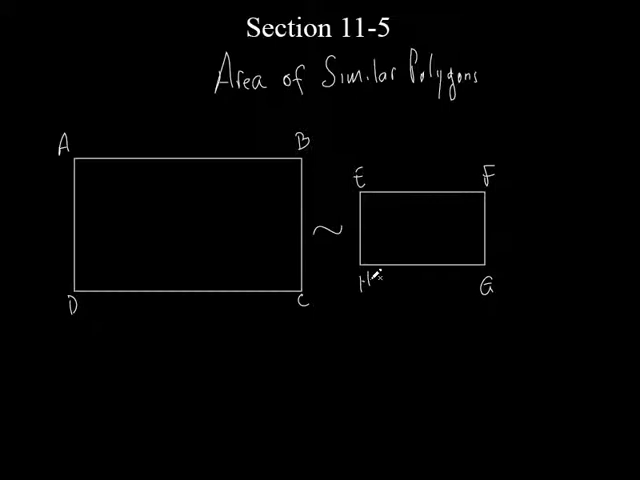 Section 11-5
Area of Similar Polygons
A B
E F
~
H G
D C